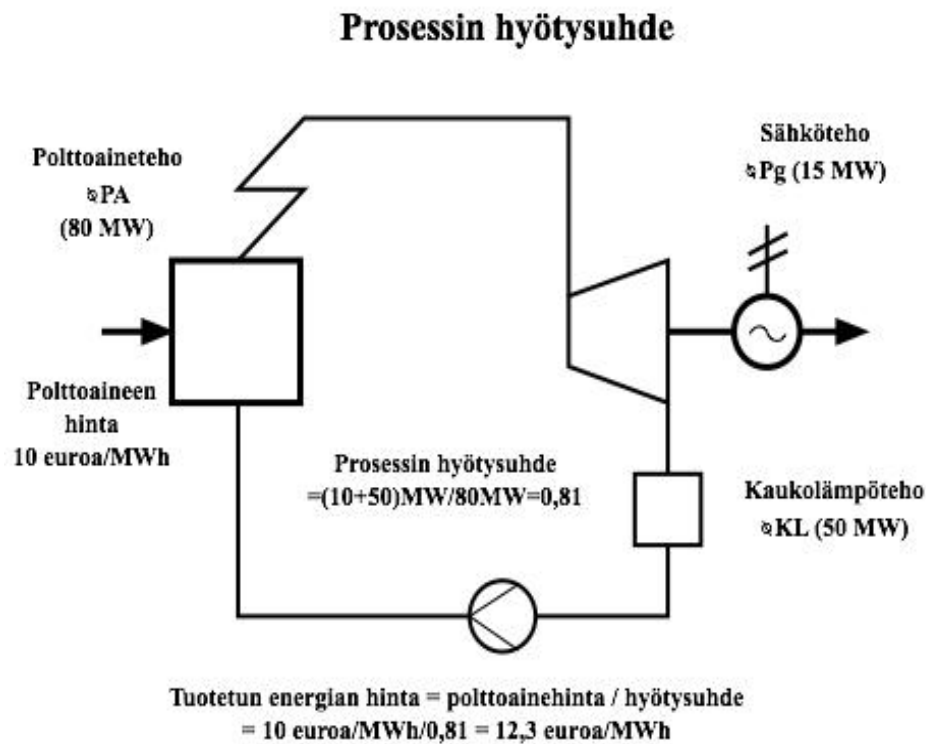 Prosessin hyötysuhde
Polttoaineteho
⌀PA
(80 MW)
Sähköteho
⌀Pg (15 MW)
Polttoaineen
hinta
10 euroa/MWh
Prosessin hyötysuhde
=(10+50)MW/80MW=0,81
Kaukolämpöteho
⌀KL (50 MW)
Tuotetun energian hinta = polttoainehinta / hyötysuhde
= 10 euroa/MWh/0,81 = 12,3 euroa/MWh